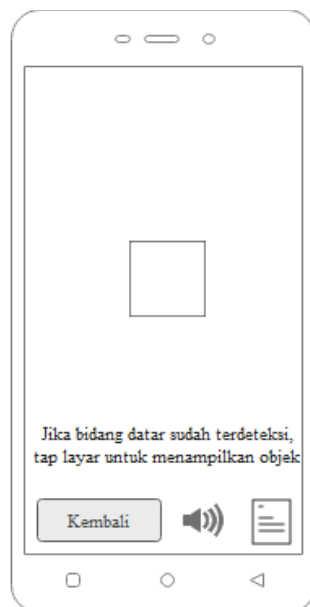 Jika bidang datar sudah terdeteksi,
tap layar untuk menampilkan objek
Kembali